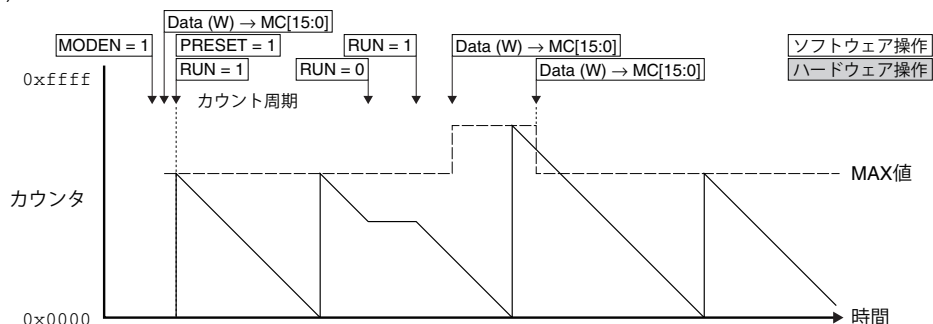 Data (W) → MC[15:0]
MODEN = 1
PRESET = 1
RUN = 1
RUN = 1
RUN = 0
Data (W) → MC[15:0]
Data (W) → MC[15:0]
ソフトウェア操作
ハードウェア操作
0xffff
カウント周期
カウンタ
MAX値
0x0000
時間